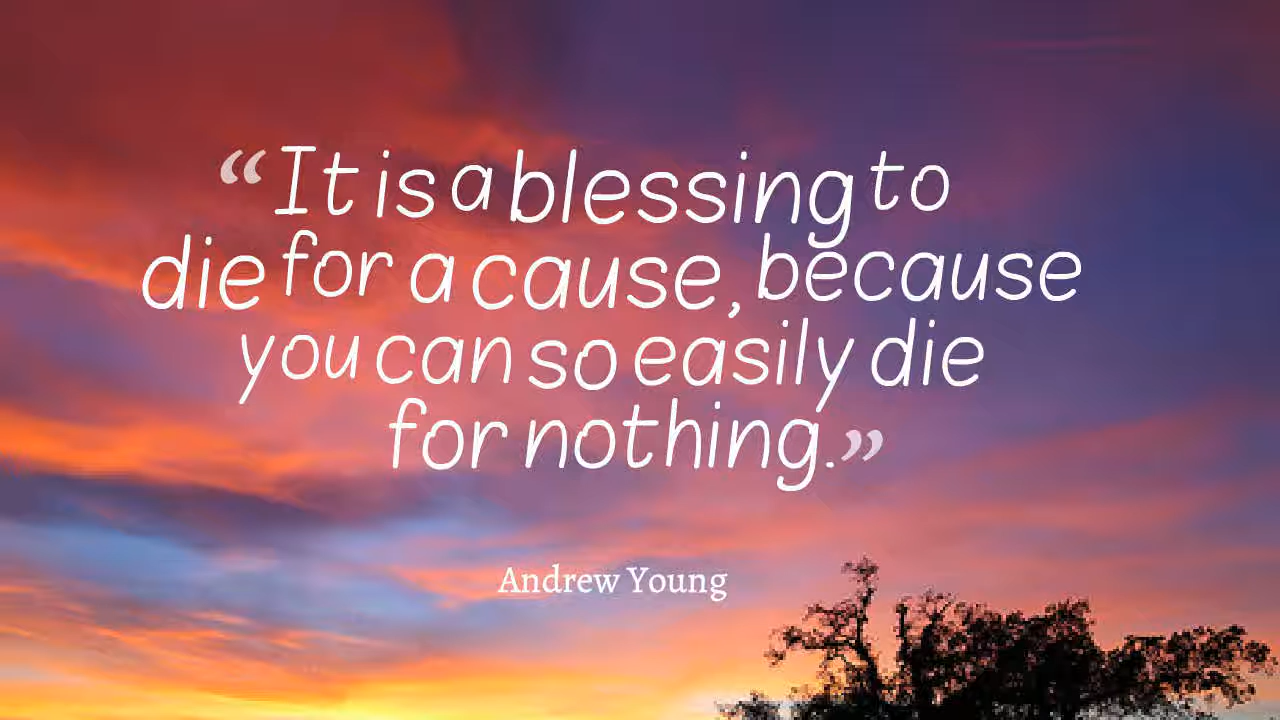 “It is a blessing to
die for a cause, because
you can so easily die
for nothing.”
Andrew Young